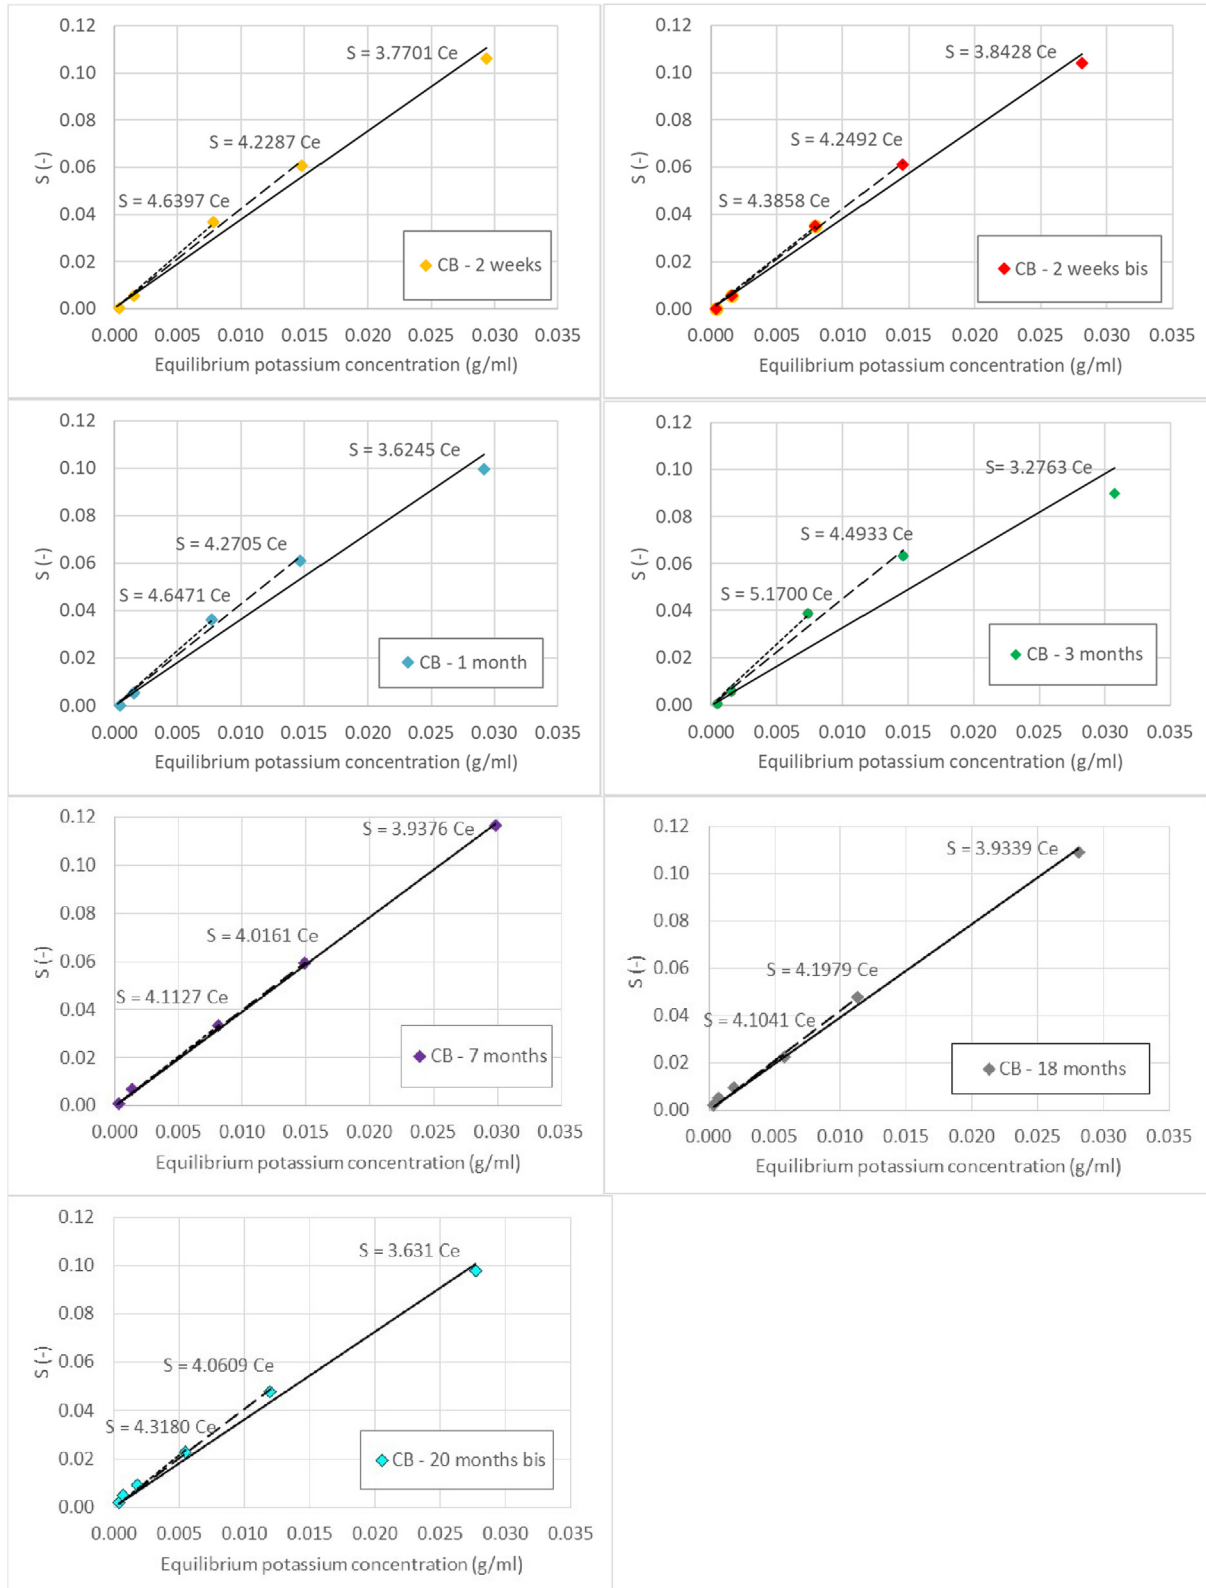 0.12
0.10
0.08
0.06
0.04
0.02
0.00
S (-)
S = 3.7701 Ce
S = 4.2287 Ce
S = 4.6397 Ce
CB - 2 weeks
0.000 0.005 0.010 0.015 0.020 0.025 0.030 0.035
Equilibrium potassium concentration (g/ml)
0.12
0.10
0.08
0.06
0.04
0.02
0.00
S (-)
S = 3.8428 Ce
S = 4.2492 Ce
S = 4.3858 Ce
CB - 2 weeks bis
0.000 0.005 0.010 0.015 0.020 0.025 0.030 0.035
Equilibrium potassium concentration (g/ml)
0.12
0.10
0.08
0.06
0.04
0.02
0.00
S (-)
S = 3.6245 Ce
S = 4.2705 Ce
S = 4.6471 Ce
CB - 1 month
0.000 0.005 0.010 0.015 0.020 0.025 0.030 0.035
Equilibrium potassium concentration (g/ml)
0.12
0.10
0.08
0.06
0.04
0.02
0.00
S (-)
S= 3.2763 Ce
S = 4.4933 Ce
S = 5.1700 Ce
CB - 3 months
0.000 0.005 0.010 0.015 0.020 0.025 0.030 0.035
Equilibrium potassium concentration (g/ml)
0.12
0.10
0.08
0.06
0.04
0.02
0.00
S (-)
S = 3.9376 Ce
S = 4.0161 Ce
S = 4.1127 Ce
CB - 7 months
0.000 0.005 0.010 0.015 0.020 0.025 0.030 0.035
Equilibrium potassium concentration (g/ml)
0.12
0.10
0.08
0.06
0.04
0.02
0.00
S (-)
S = 3.9339 Ce
S = 4.1979 Ce
S = 4.1041 Ce
CB - 18 months
0.000 0.005 0.010 0.015 0.020 0.025 0.030 0.035
Equilibrium potassium concentration (g/ml)
0.12
0.10
0.08
0.06
0.04
0.02
0.00
S (-)
S = 3.631 Ce
S = 4.0609 Ce
S = 4.3180 Ce
CB - 20 months bis
0.000 0.005 0.010 0.015 0.020 0.025 0.030 0.035
Equilibrium potassium concentration (g/ml)